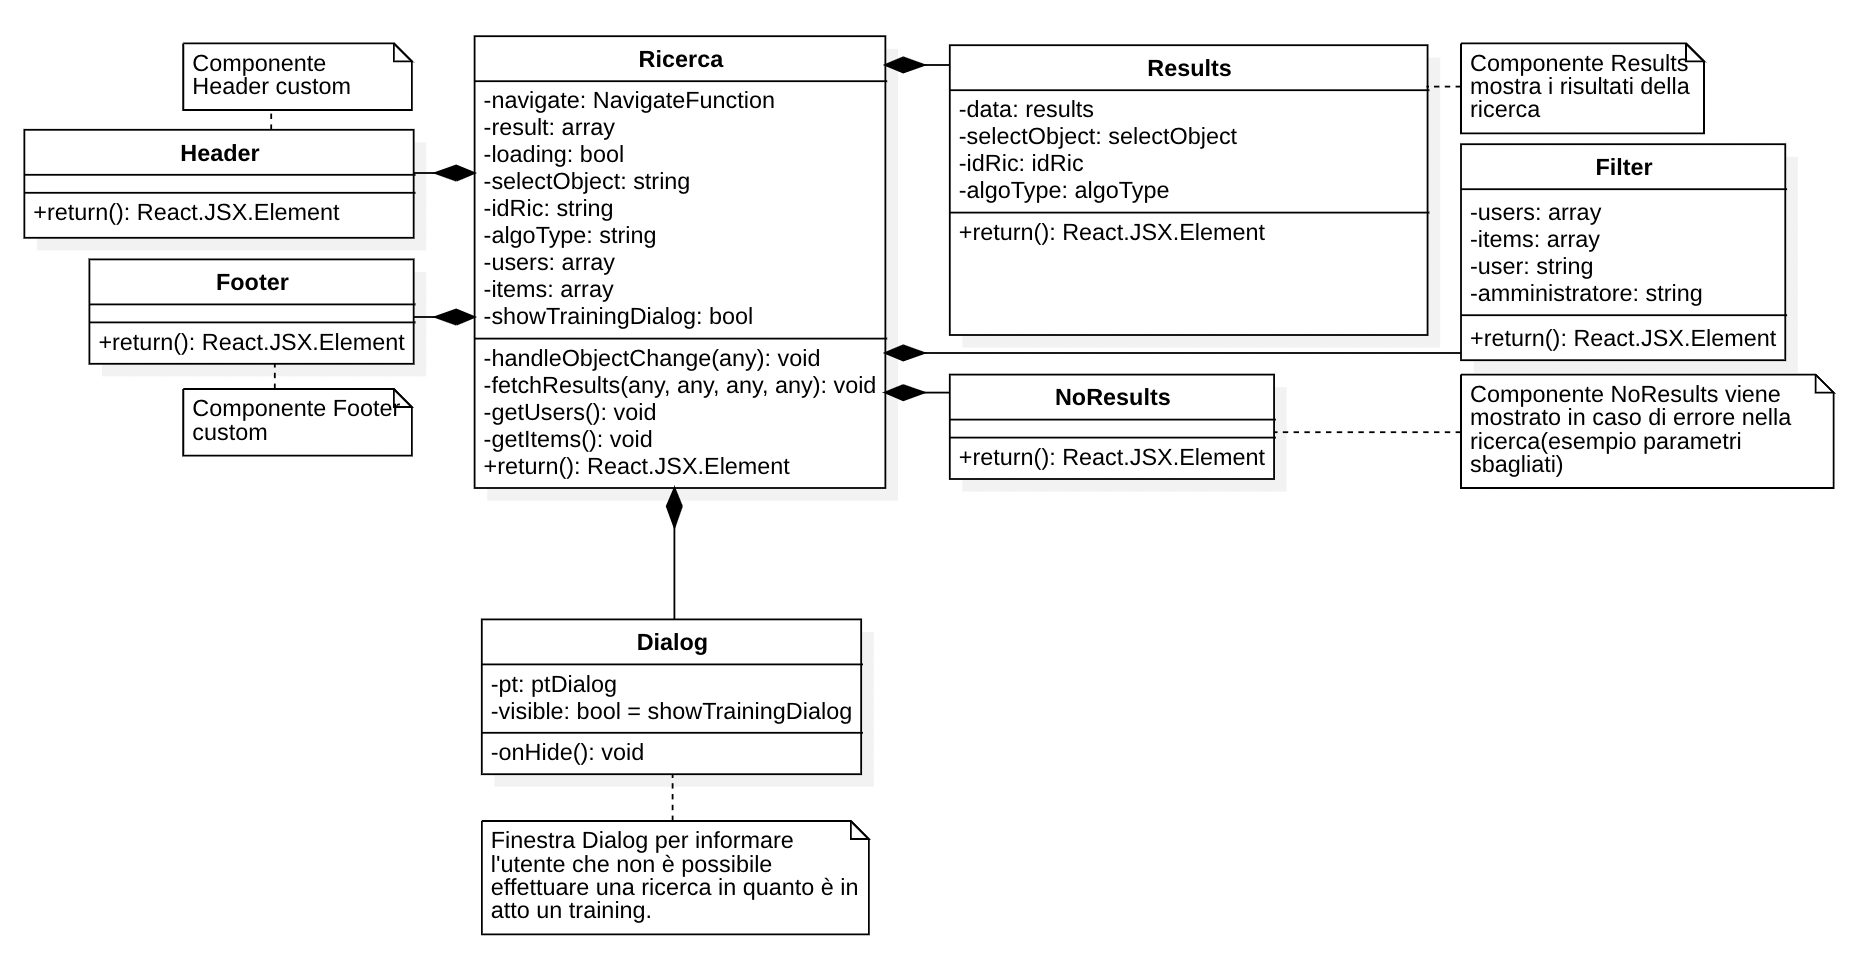 Componente
Header custom
Header
+return(): React.JSX.Element
Footer
+return(): React.JSX.Element
Componente Footer
custom
Ricerca
-navigate: NavigateFunction
-result: array
-loading: bool
-selectObject: string
-idRic: string
-algoType: string
-users: array
-items: array
-showTrainingDialog: bool
-handleObjectChange(any): void
-fetchResults(any, any, any, any): void
-getUsers(): void
-getItems(): void
+return(): React.JSX.Element
Results
-data: results
-selectObject: selectObject
-idRic: idRic
-algoType: algoType
+return(): React.JSX.Element
Componente Results
mostra i risultati della
ricerca
Filter
-users: array
-items: array
-user: string
-amministratore: string
+return(): React.JSX.Element
NoResults
+return(): React.JSX.Element
Componente NoResults viene
mostrato in caso di errore nella
ricerca(esempio parametri
sbagliati)
Dialog
-pt: ptDialog
-visible: bool = showTrainingDialog
-onHide(): void
Finestra Dialog per informare
l'utente che non è possibile
effettuare una ricerca in quanto è in
atto un training.